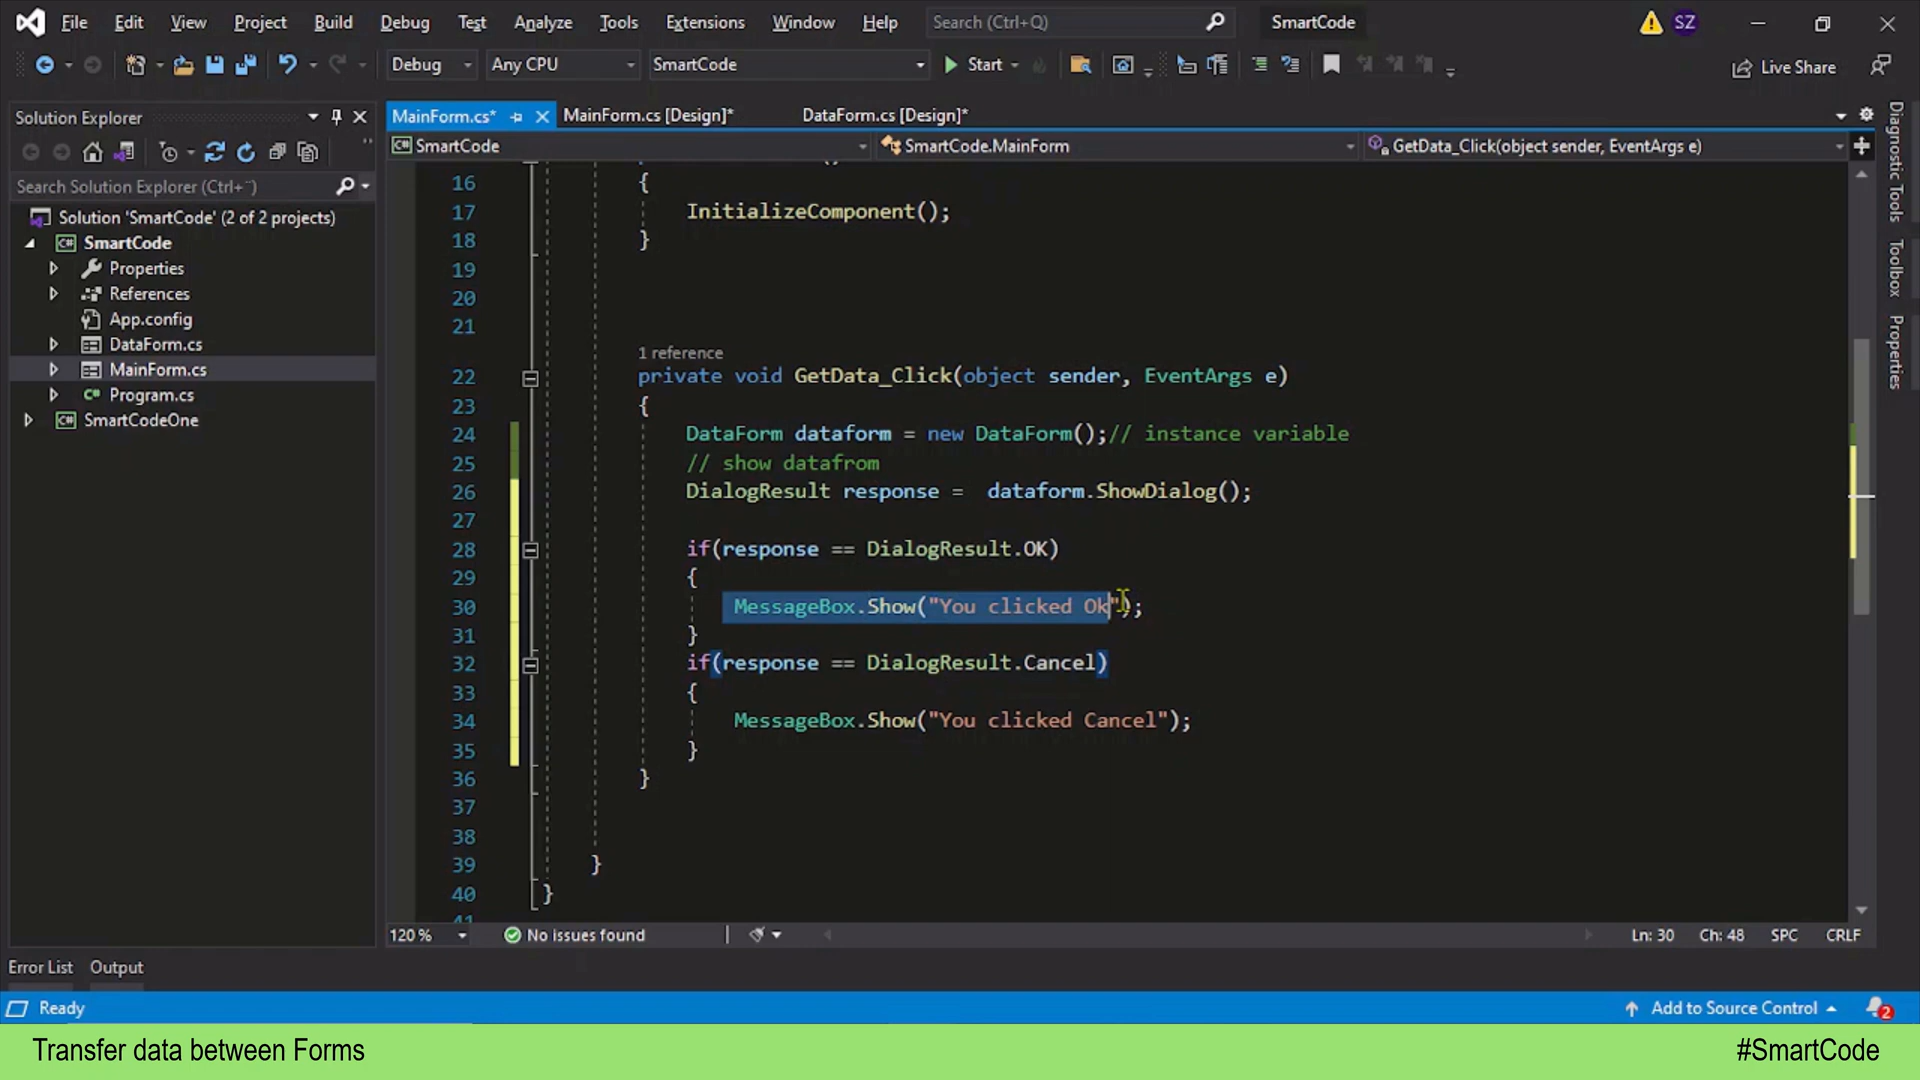 File Edit View Project Build Debug Test Analyze Tools Extensions Window Help Search (Ctrl+Q) SmartCode SZ
Debug Any CPU SmartCode Start Live Share
Solution Explorer
Search Solution Explorer (Ctrl+¨)
Solution 'SmartCode' (2 of 2 projects)
SmartCode
Properties
References
App.config
DataForm.cs
MainForm.cs
Program.cs
SmartCodeOne
MainForm.cs* MainForm.cs [Design]* DataForm.cs [Design]*
SmartCode SmartCode.MainForm GetData_Click(object sender, EventArgs e)
16 {
17 InitializeComponent();
18 }
19
20
21
1 reference
22 private void GetData_Click(object sender, EventArgs e)
23 {
24 DataForm dataform = new DataForm();// instance variable
25 // show datafrom
26 DialogResult response = dataform.ShowDialog();
27
28 if(response == DialogResult.OK)
29 {
30 MessageBox.Show("You clicked Ok");
31 }
32 if(response == DialogResult.Cancel)
33 {
34 MessageBox.Show("You clicked Cancel");
35 }
36 }
37
38
39 }
40 }
120 % No issues found Ln: 30 Ch: 48 SPC CRLF
Diagnostic Tools
Toolbox
Properties
Error List Output
Ready Add to Source Control 2
Transfer data between Forms #SmartCode